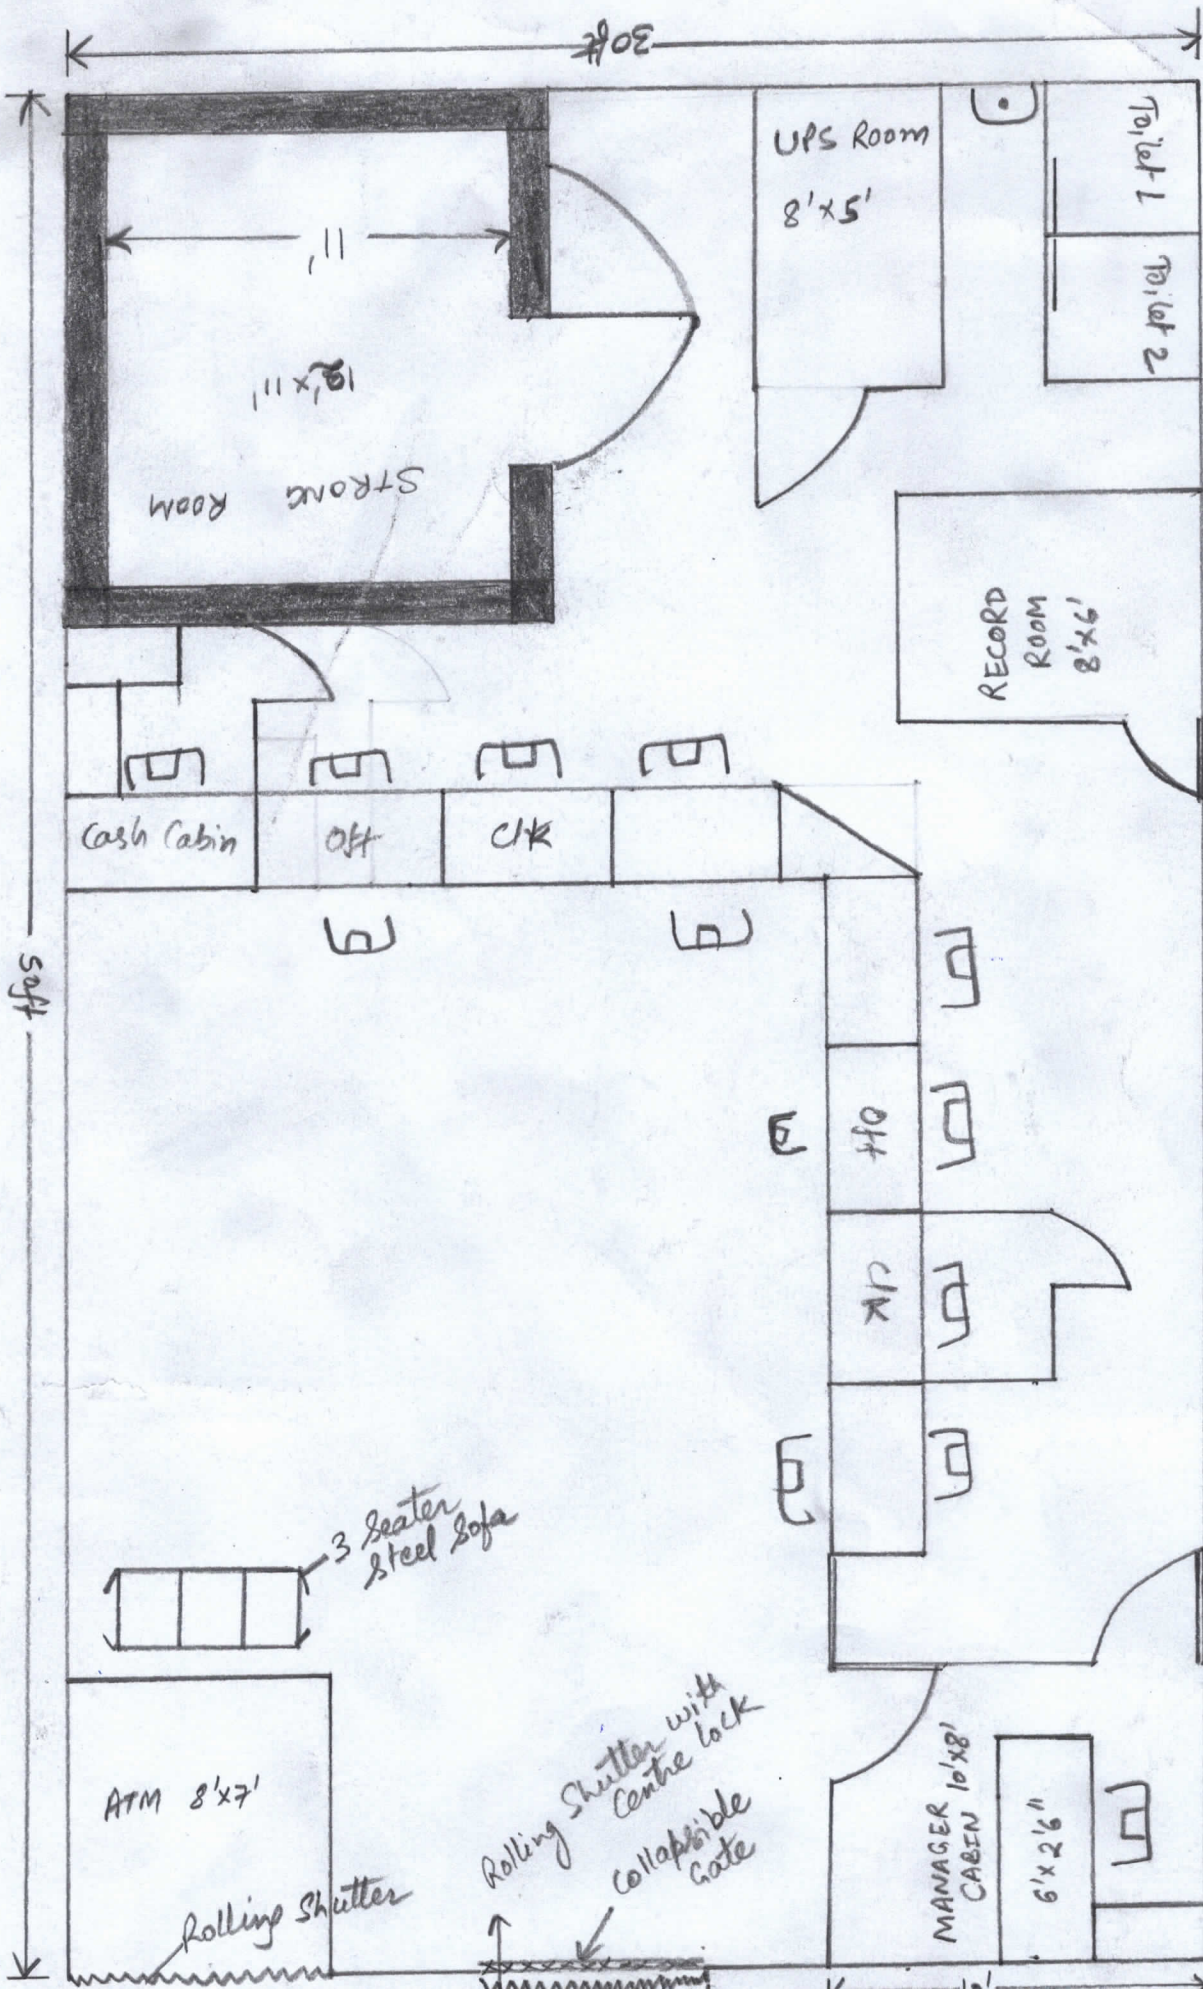 30ft
UPS Room
8'x5'
Toilet 1
Toilet 2
11'
12'x11'
STRONG ROOM
RECORD
ROOM
8'x6'
Cash Cabin
Off
Clk
50ft
Off
Clk
3 Seater
Steel Sofa
ATM 8'x7'
Rolling Shutter
Rolling Shutter with
Centre lock
Collapsible
Gate
MANAGER
CABIN 10'x8'
6'x2'6"
10'